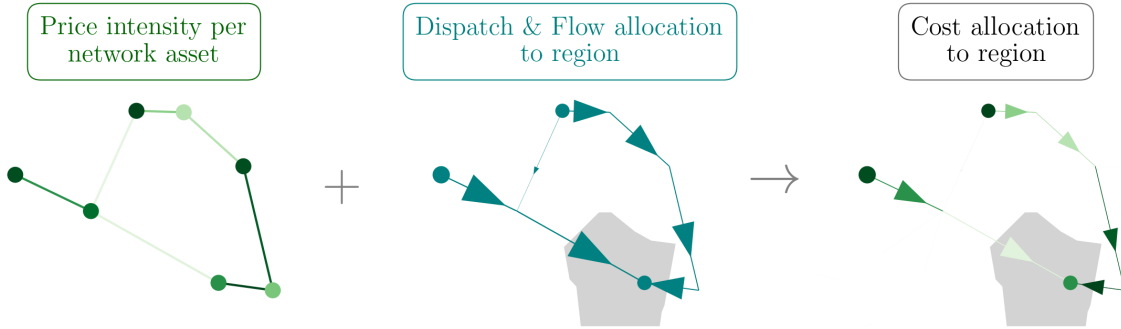 Price intensity per
network asset
Dispatch & Flow allocation
to region
Cost allocation
to region
+
→